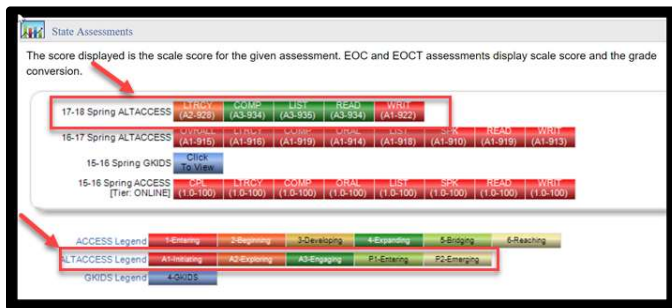 State Assessments
The score displayed is the scale score for the given assessment. EOC and EOCT assessments display scale score and the grade
conversion.
17-18 Spring ALTACCESS LTRCY (A2-928) COMP (A3-934) LIST (A3-935) READ (A3-934) WRIT (A1-922)
16-17 Spring ALTACCESS OVRALL (A1-915) LTRCY (A1-916) COMP (A1-919) ORAL (A1-914) LIST (A1-918) SPK (A1-910) READ (A1-919) WRIT (A1-913)
15-16 Spring GKIDS Click To View
15-16 Spring ACCESS [Tier: ONLINE] CPL (1.0-100) LTRCY (1.0-100) COMP (1.0-100) ORAL (1.0-100) LIST (1.0-100) SPK (1.0-100) READ (1.0-100) WRIT (1.0-100)
ACCESS Legend 1-Entering 2-Beginning 3-Developing 4-Expanding 5-Bridging 6-Reaching
ALTACCESS Legend A1-Initiating A2-Exploring A3-Engaging P1-Entering P2-Emerging
GKIDS Legend 4-GKIDS